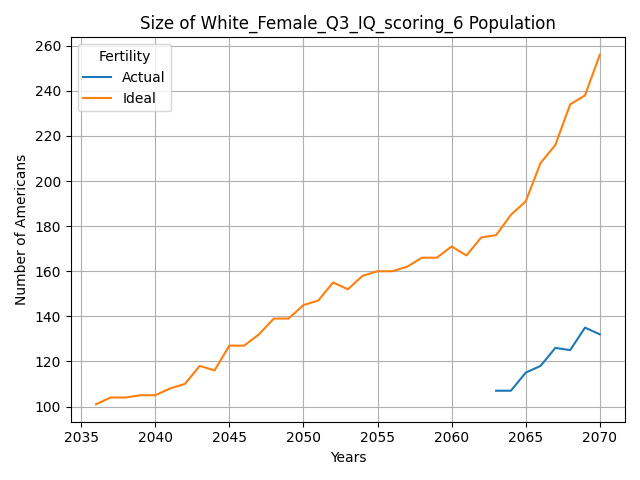 Size of White_Female_Q3_IQ_scoring_6 Population
Fertility
Actual
Ideal
Number of Americans
260
240
220
200
180
160
140
120
100
2035 2040 2045 2050 2055 2060 2065 2070
Years